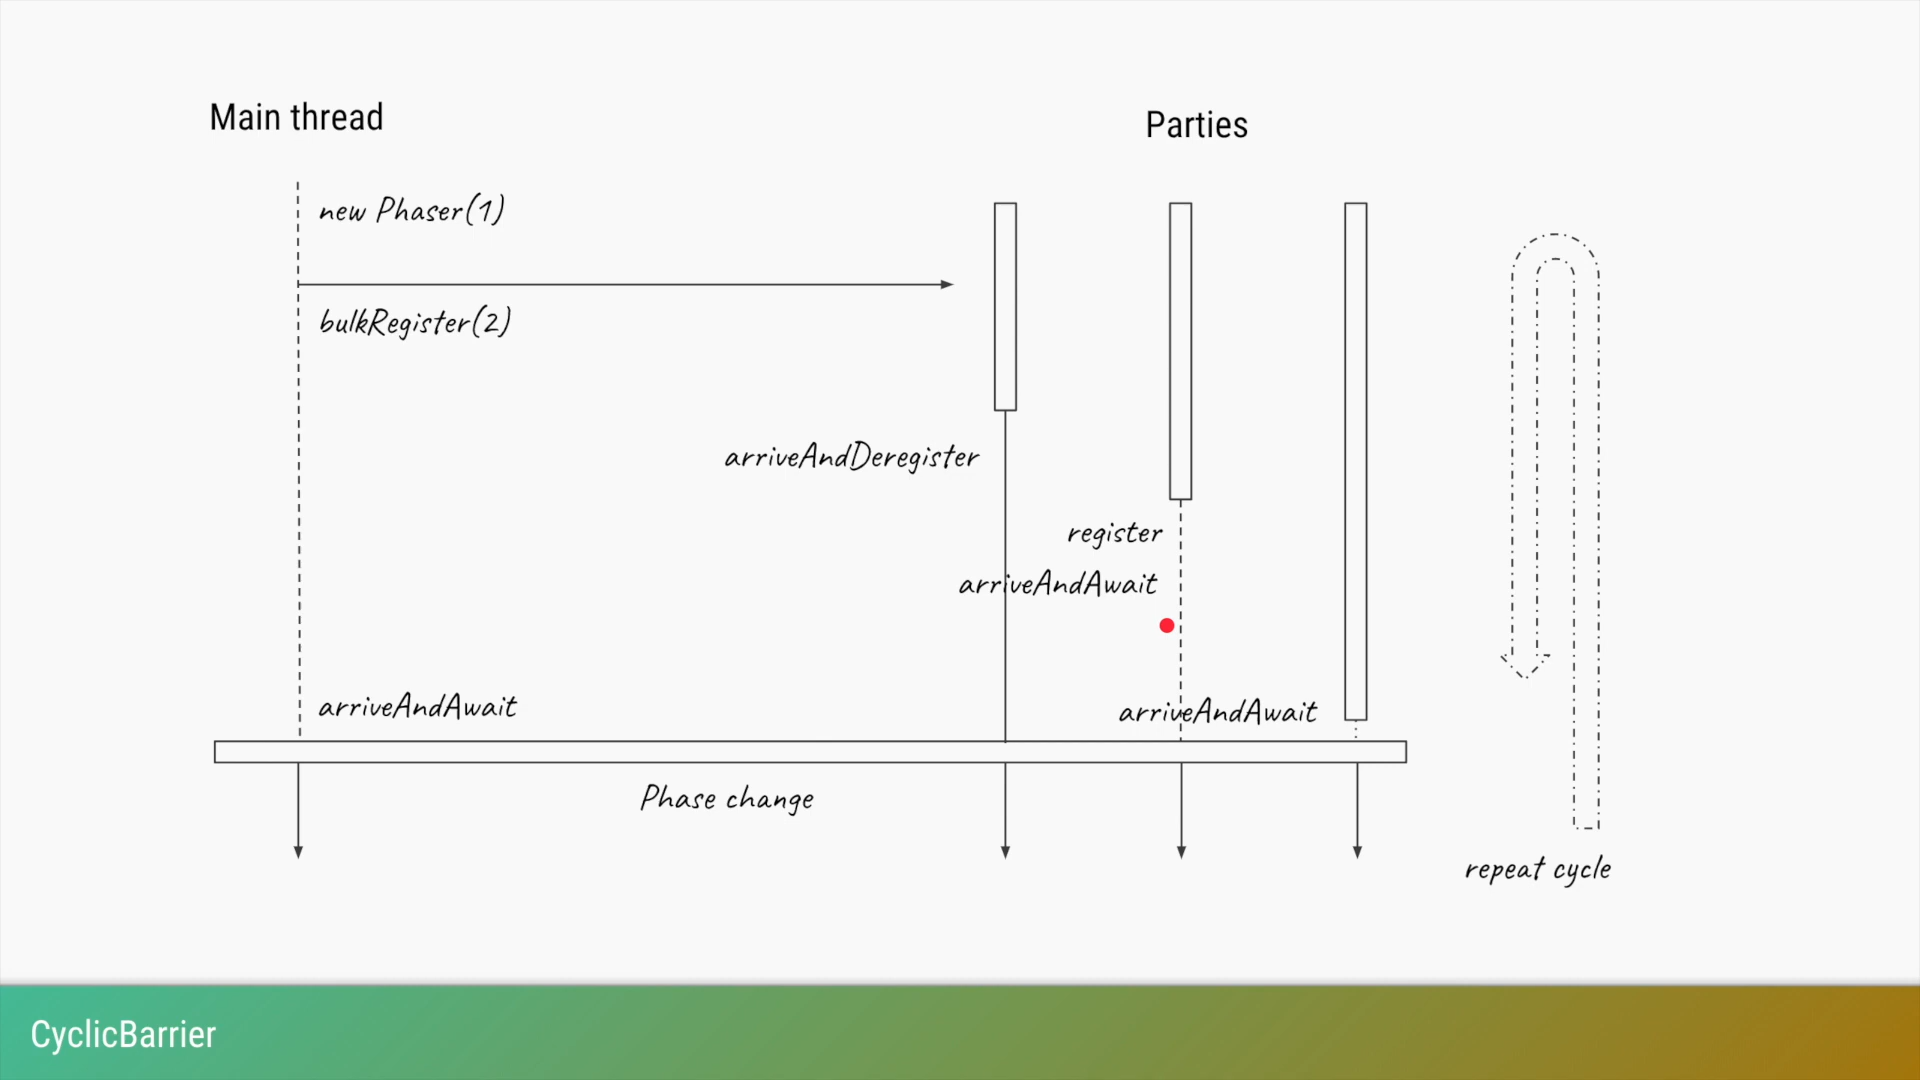 Main thread
Parties
new Phaser(1)
bulkRegister(2)
arriveAndDeregister
register
arriveAndAwait
arriveAndAwait
arriveAndAwait
Phase change
repeat cycle
CyclicBarrier